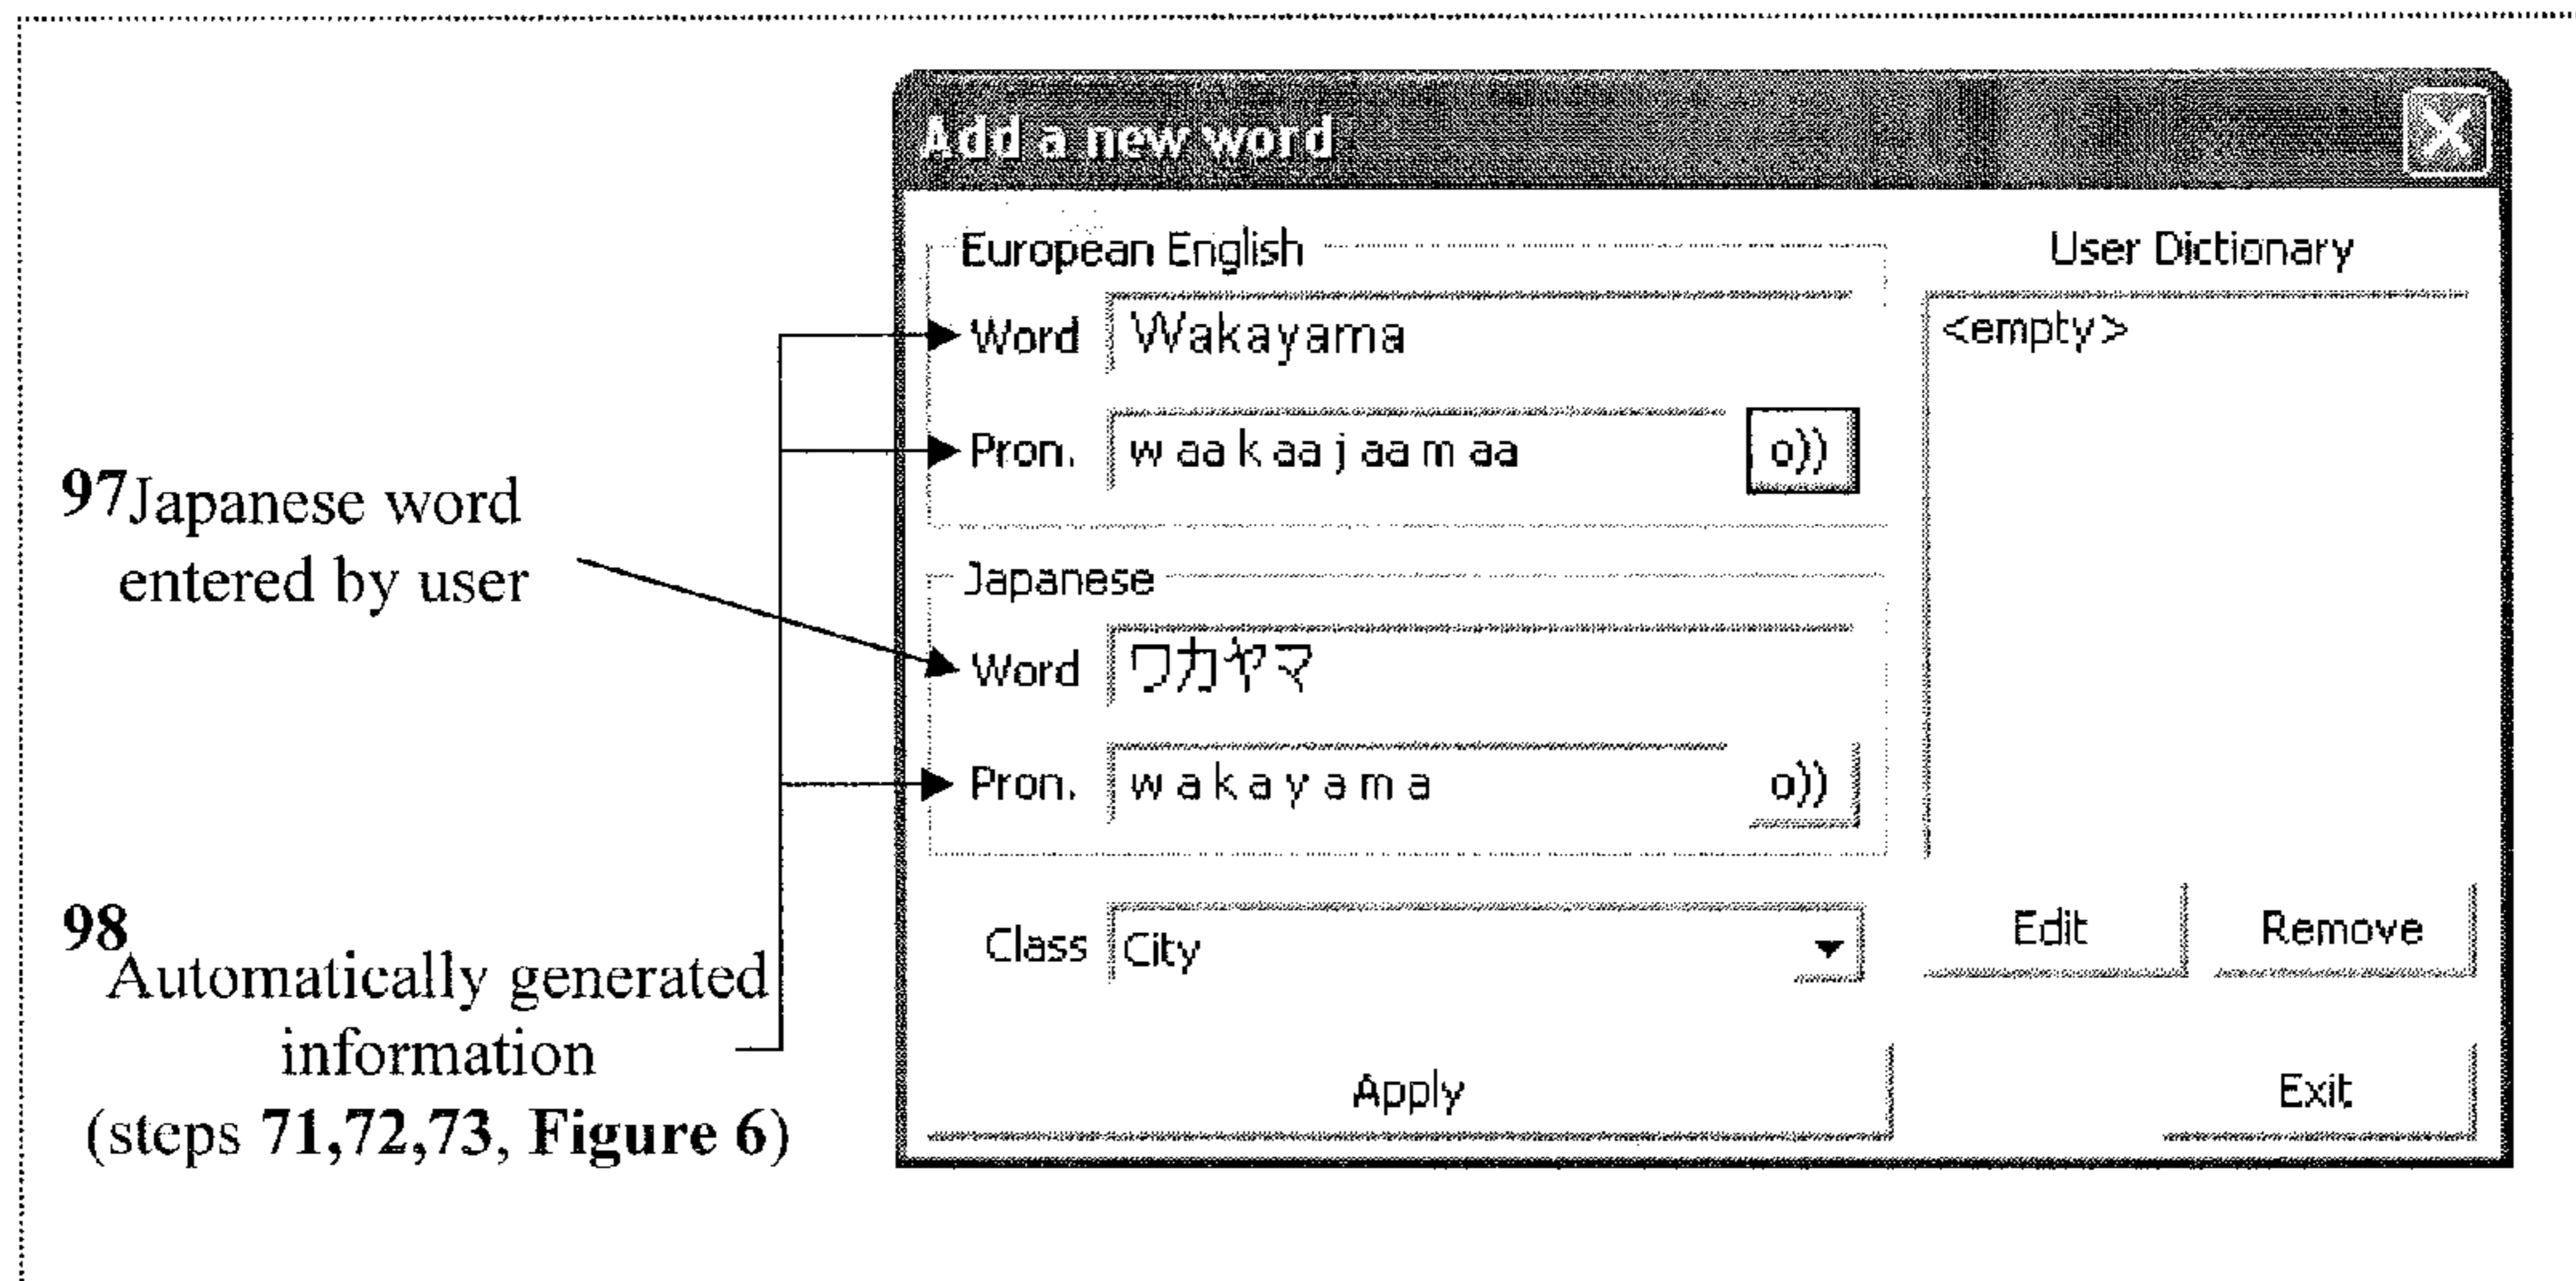 Add a new word
European English
Word Wakayama
Pron. w aa k aa j aa m aa o))
Japanese
Word ワカヤマ
Pron. w a k a y a m a o))
Class City
Apply
User Dictionary
<empty>
Edit Remove
Exit
97 Japanese word
entered by user
98
Automatically generated
information
(steps 71,72,73, Figure 6)